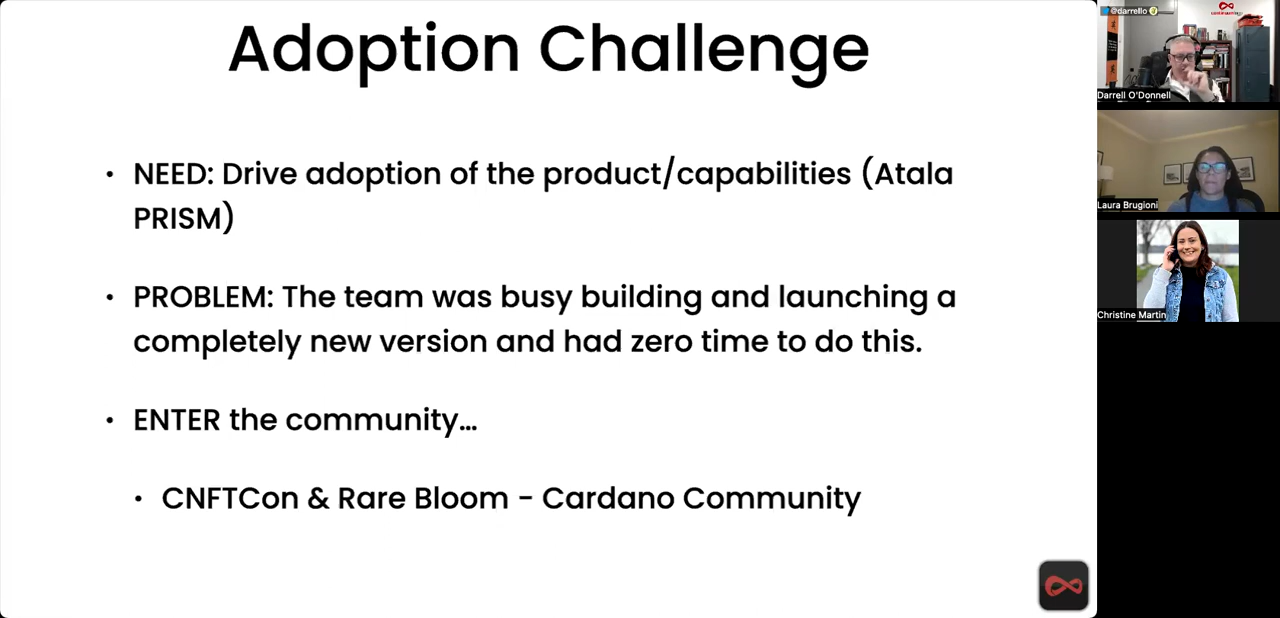 Adoption Challenge
• NEED: Drive adoption of the product/capabilities (Atala
PRISM)
• PROBLEM: The team was busy building and launching a
completely new version and had zero time to do this.
• ENTER the community...
• CNFTCon & Rare Bloom - Cardano Community
@darrello
Darrell O'Donnell
Laura Brugioni
Christine Martin